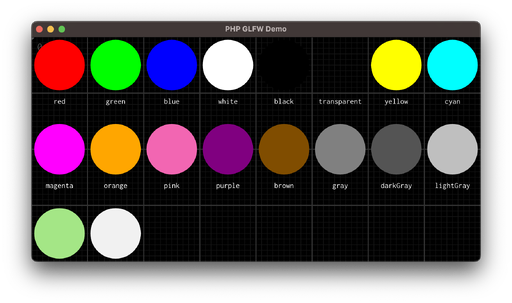 PHP GLFW Demo
red green blue white black transparent yellow cyan
magenta orange pink purple brown gray darkGray lightGray